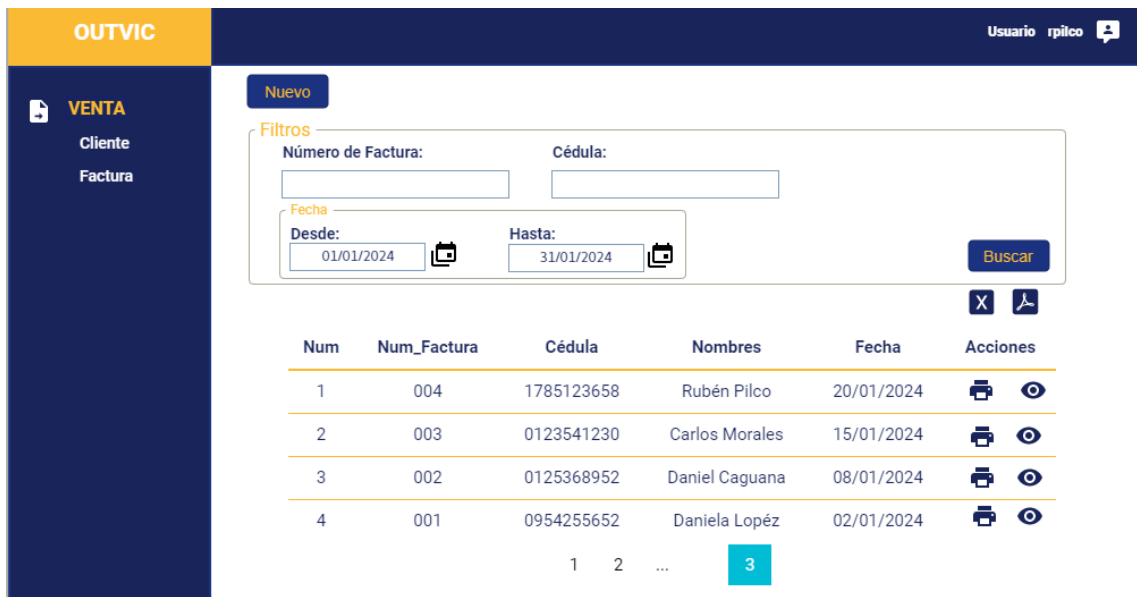 OUTVIC
Usuario rpilco
VENTA
Cliente
Factura
Nuevo
Filtros
Número de Factura: Cédula:
Fecha
Desde: Hasta:
01/01/2024 31/01/2024
Buscar
X
Num Num_Factura Cédula Nombres Fecha Acciones
1 004 1785123658 Rubén Pilco 20/01/2024
2 003 0123541230 Carlos Morales 15/01/2024
3 002 0125368952 Daniel Caguana 08/01/2024
4 001 0954255652 Daniela Lopéz 02/01/2024
1 2 ... 3